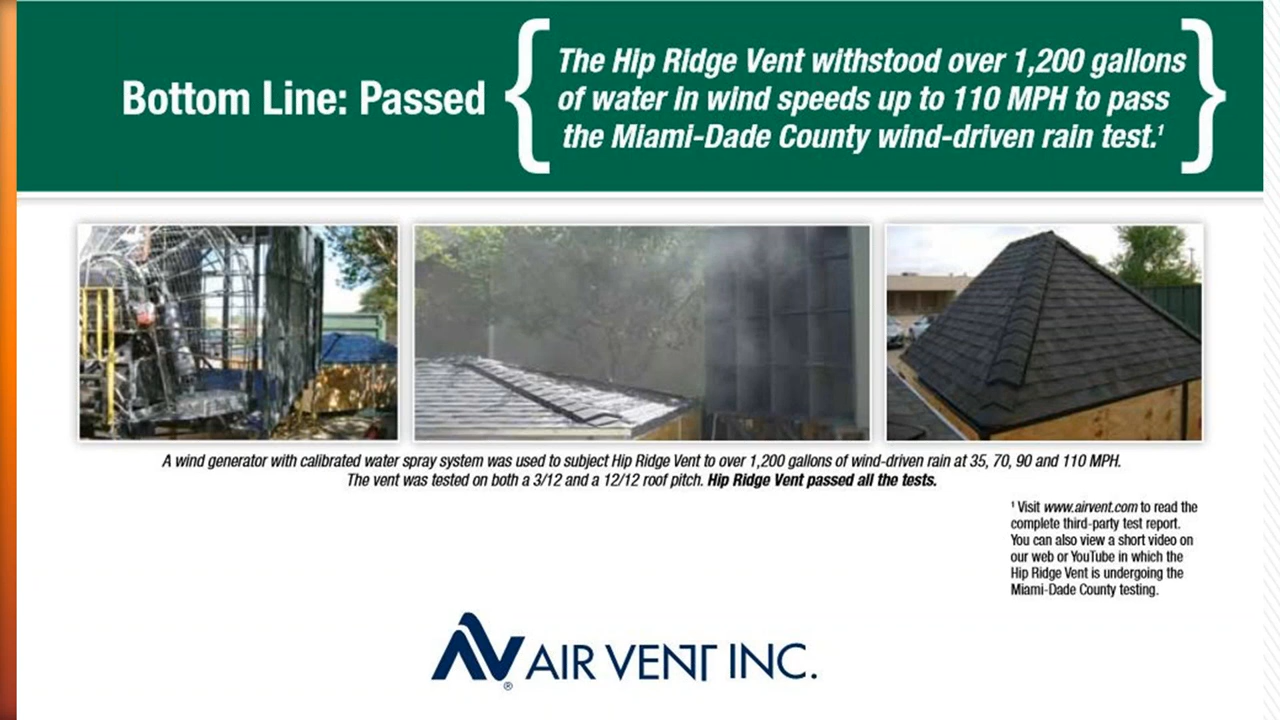 Bottom Line: Passed
The Hip Ridge Vent withstood over 1,200 gallons
of water in wind speeds up to 110 MPH to pass
the Miami-Dade County wind-driven rain test.¹
A wind generator with calibrated water spray system was used to subject Hip Ridge Vent to over 1,200 gallons of wind-driven rain at 35, 70, 90 and 110 MPH.
The vent was tested on both a 3/12 and a 12/12 roof pitch. Hip Ridge Vent passed all the tests.
¹ Visit www.airvent.com to read the
complete third-party test report.
You can also view a short video on
our web or YouTube in which the
Hip Ridge Vent is undergoing the
Miami-Dade County testing.
AIR VENT INC.
®